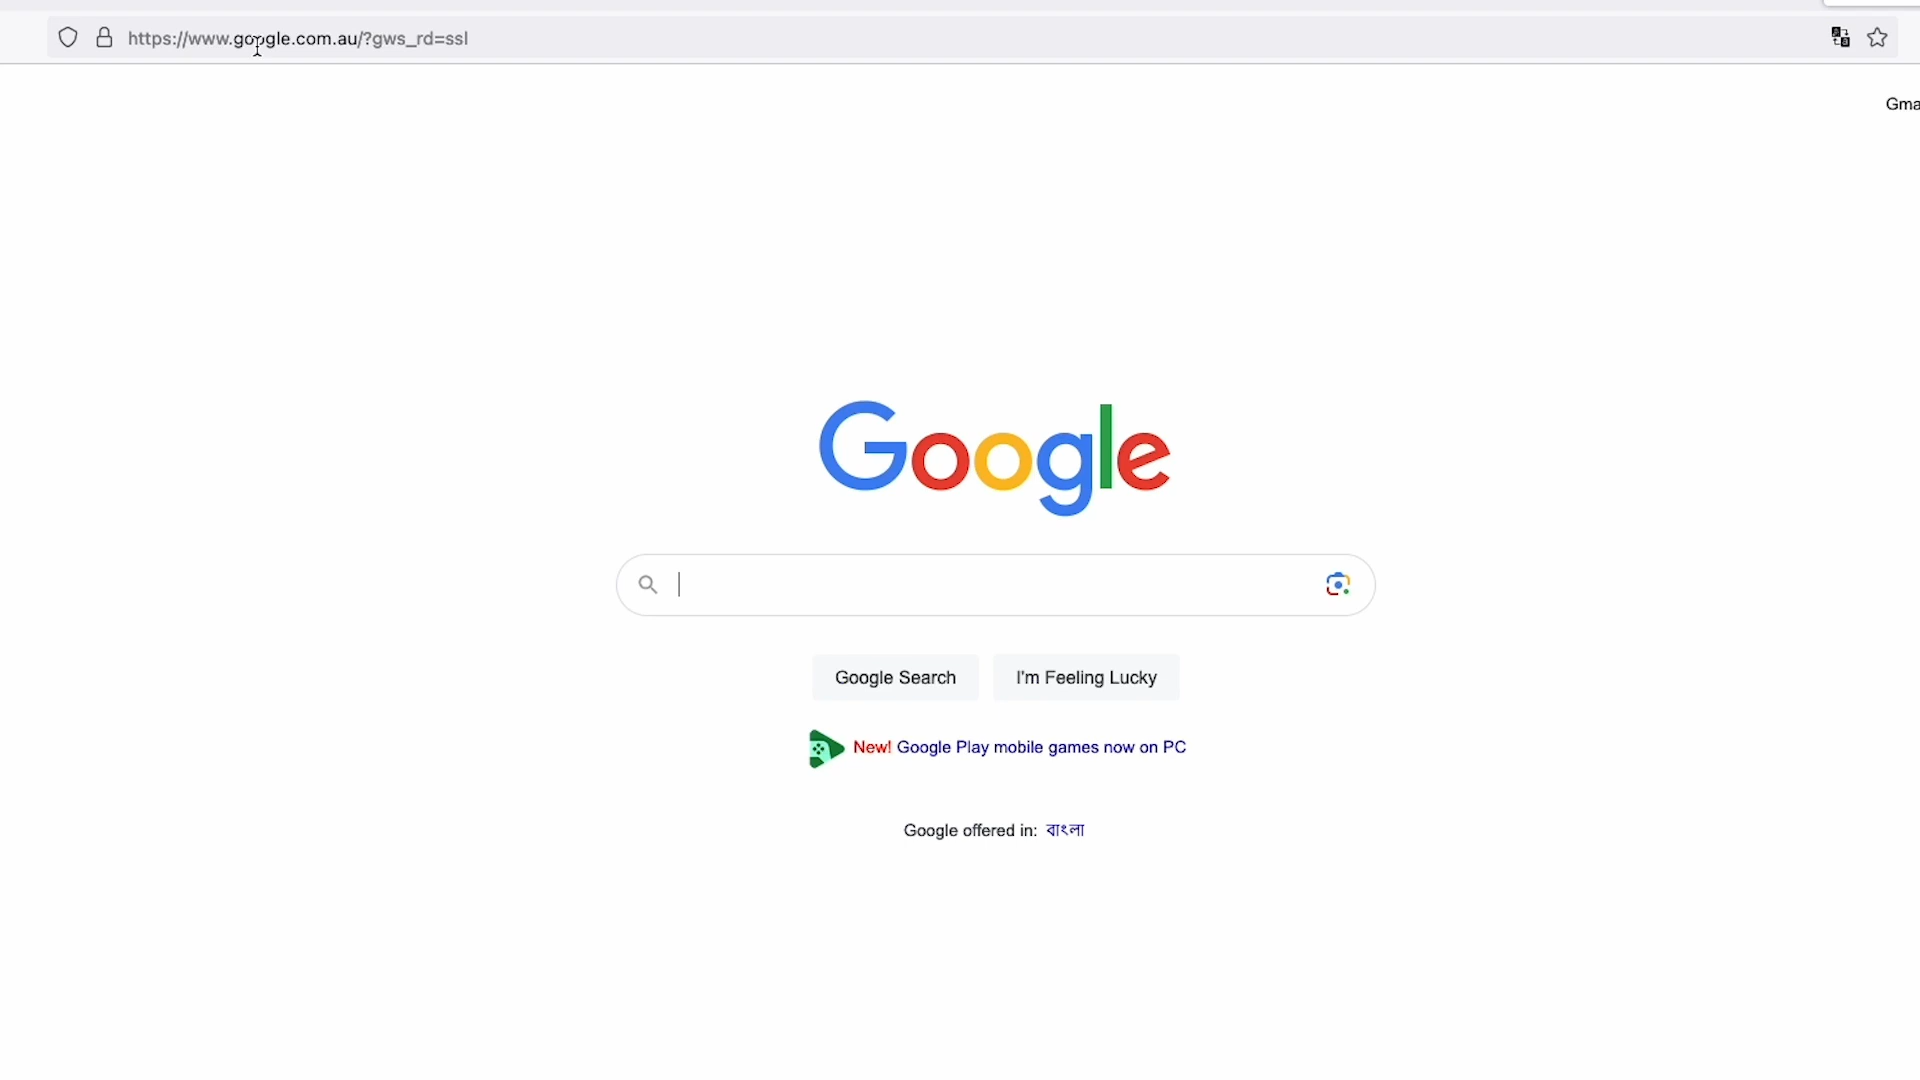 https://www.google.com.au/?gws_rd=ssl
Gma
Google
Google Search
I'm Feeling Lucky
New! Google Play mobile games now on PC
Google offered in: বাংলা